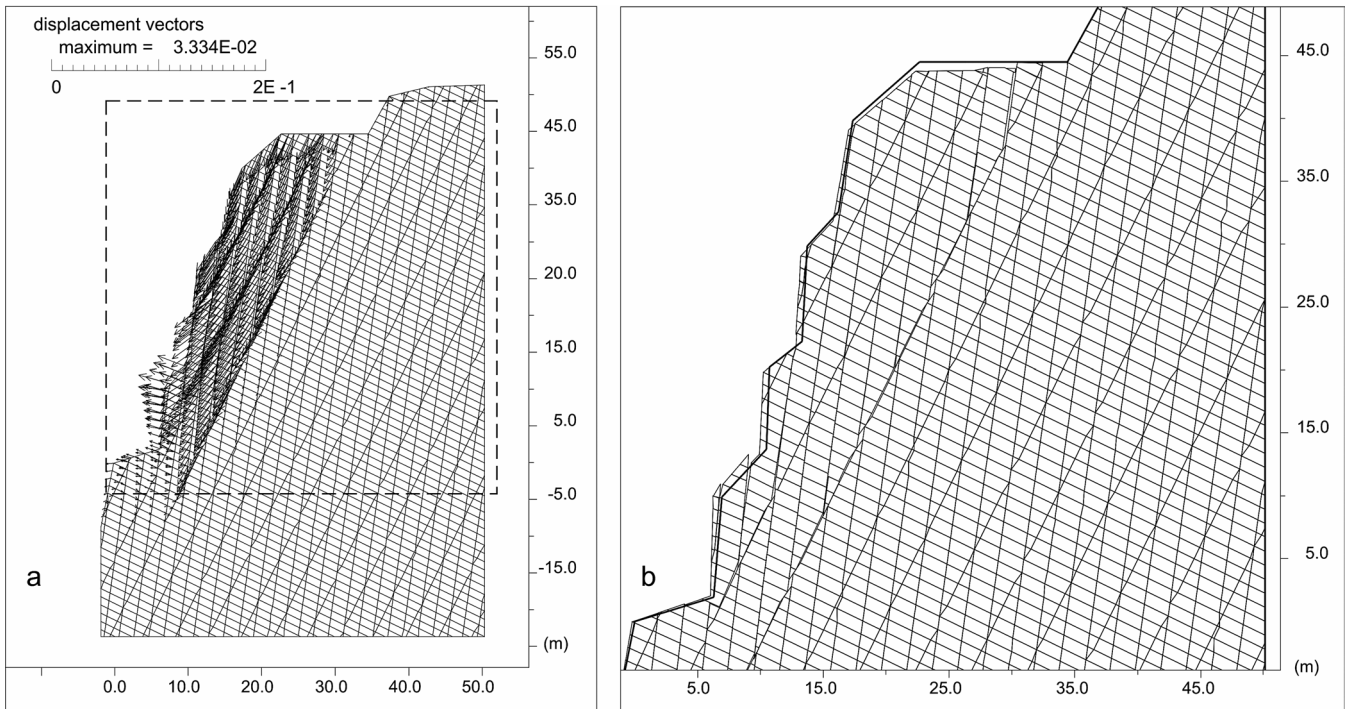 displacement vectors
maximum = 3.334E-02
0 2E -1
55.0
45.0
35.0
20.0
15.0
5.0
-5.0
-15.0
(m)
a
0.0 10.0 20.0 30.0 40.0 50.0
45.0
35.0
25.0
15.0
5.0
(m)
b
5.0 15.0 25.0 35.0 45.0